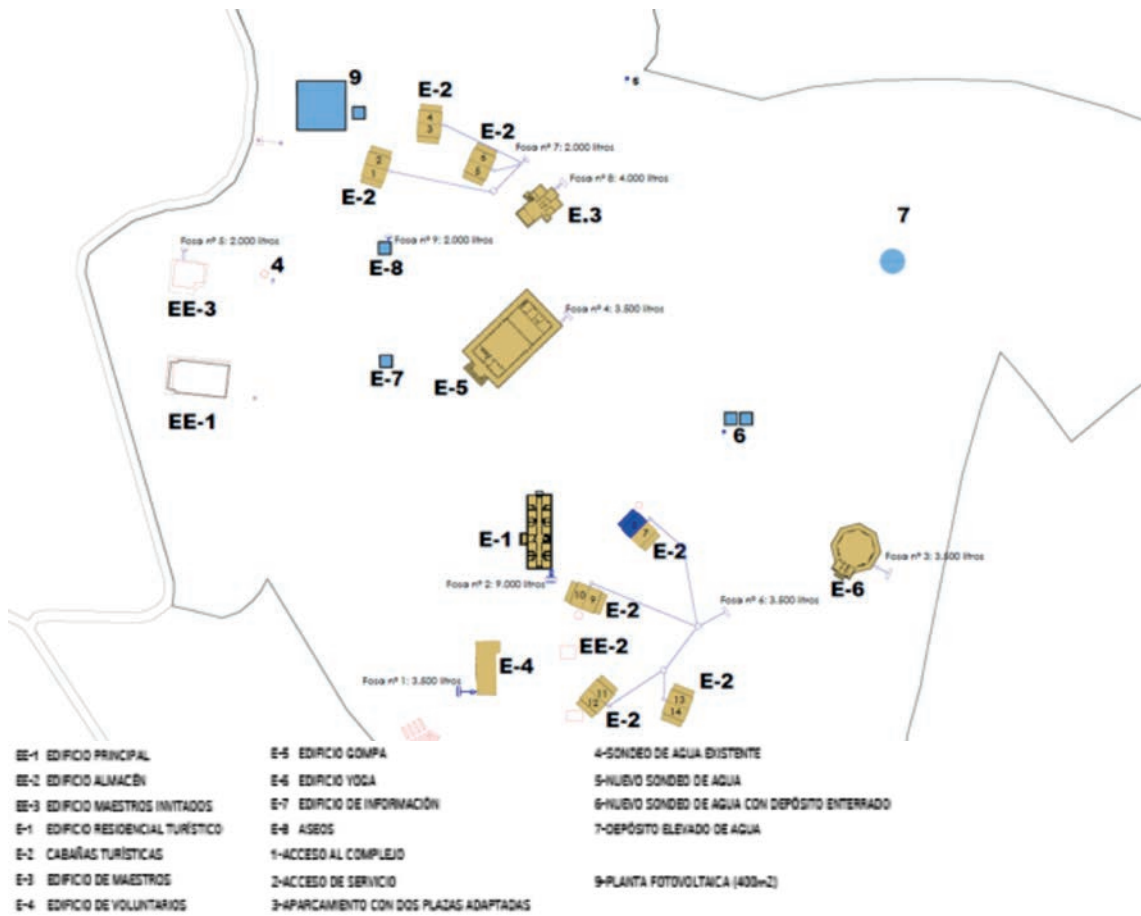 9
E-2
5
4
3
E-2
Fosa nº 7: 2.000 litros
2
1
6
5
E-2
Fosa nº 8: 4.000 litros
E.3
7
Fosa nº 5: 2.000 litros
Fosa nº 9: 2.000 litros
4
E-8
EE-3
Fosa nº 4: 3.500 litros
E-7
E-5
EE-1
6
E-1
7
E-2
Fosa nº 3: 3.500 litros
Fosa nº 2: 9.000 litros
E-6
10 9
E-2
Fosa nº 6: 3.500 litros
EE-2
E-4
Fosa nº 1: 3.500 litros
E-2
11
12
13
14
E-2
EE-1 EDIFICIO PRINCIPAL
EE-2 EDIFICIO ALMACÉN
EE-3 EDIFICIO MAESTROS INVITADOS
E-1 EDIFICIO RESIDENCIAL TURÍSTICO
E-2 CABAÑAS TURÍSTICAS
E-3 EDIFICIO DE MAESTROS
E-4 EDIFICIO DE VOLUNTARIOS
E-5 EDIFICIO GOMPA
E-6 EDIFICIO YOGA
E-7 EDIFICIO DE INFORMACIÓN
E-8 ASEOS
1-ACCESO AL COMPLEJO
2-ACCESO DE SERVICIO
3-APARCAMIENTO CON DOS PLAZAS ADAPTADAS
4-SONDEO DE AGUA EXISTENTE
5-NUEVO SONDEO DE AGUA
6-NUEVO SONDEO DE AGUA CON DEPÓSITO ENTERRADO
7-DEPÓSITO ELEVADO DE AGUA
9-PLANTA FOTOVOLTAICA (400m2)